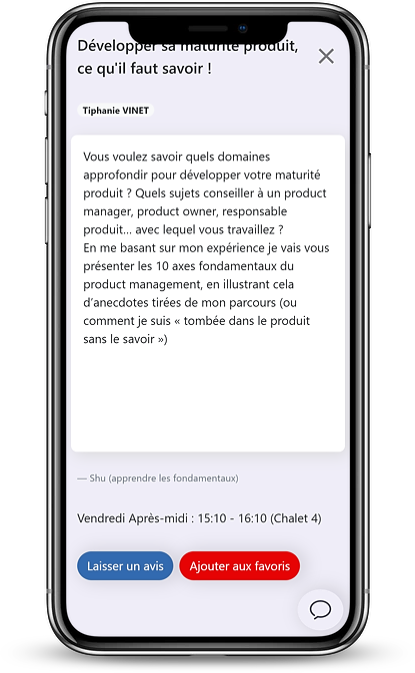 Développer sa maturité produit,
ce qu'il faut savoir !
Tiphanie VINET
Vous voulez savoir quels domaines
approfondir pour développer votre maturité
produit ? Quels sujets conseiller à un product
manager, product owner, responsable
produit... avec lequel vous travaillez ?
En me basant sur mon expérience je vais vous
présenter les 10 axes fondamentaux du
product management, en illustrant cela
d'anecdotes tirées de mon parcours (ou
comment je suis « tombée dans le produit
sans le savoir »)
— Shu (apprendre les fondamentaux)
Vendredi Après-midi : 15:10 - 16:10 (Chalet 4)
Laisser un avis
Ajouter aux favoris